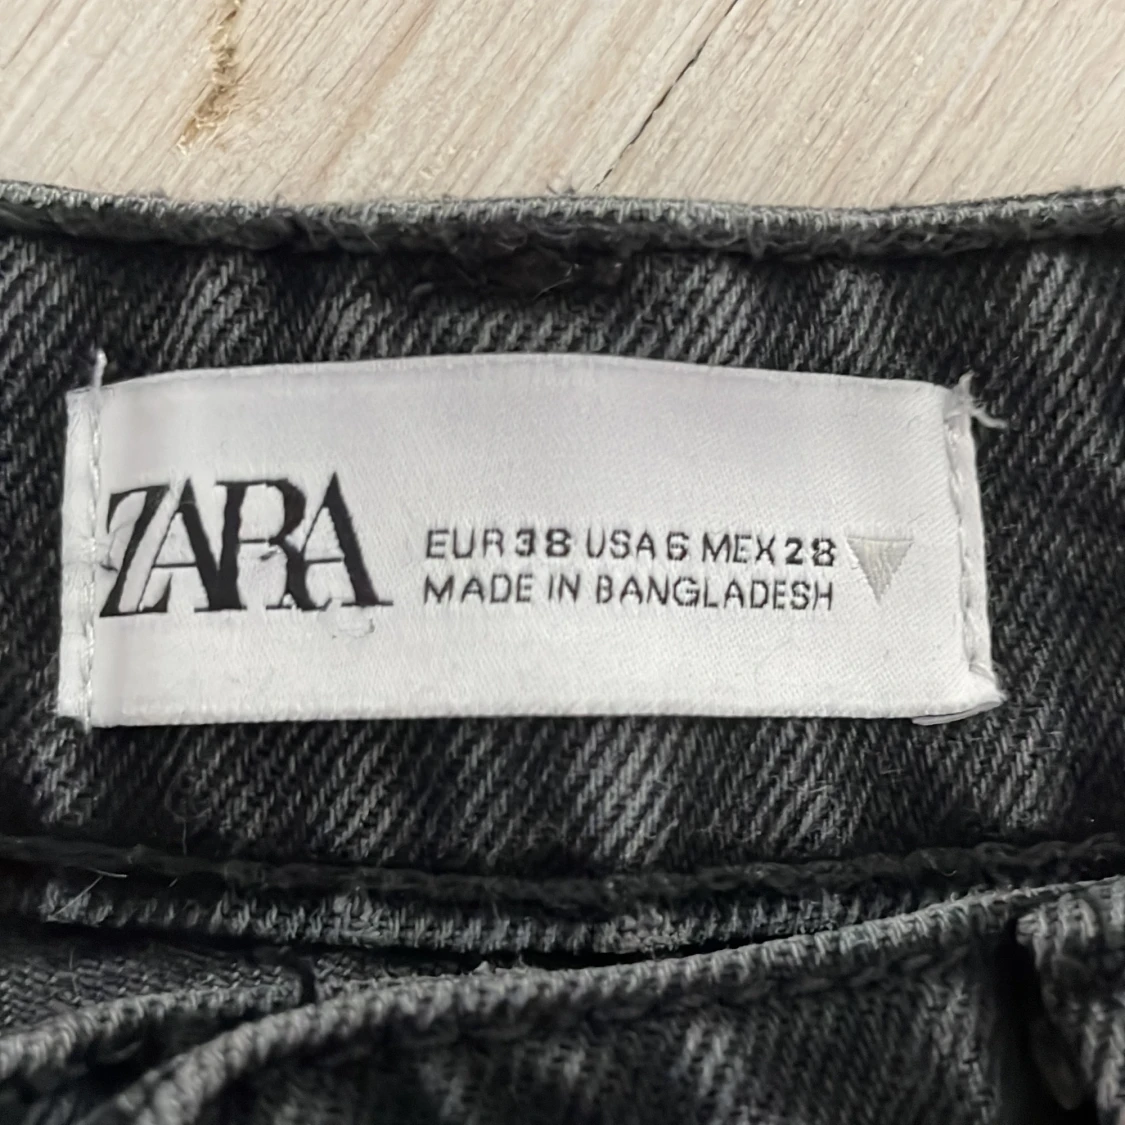 ZARA
EUR 38 USA 6 MEX 28
MADE IN BANGLADESH